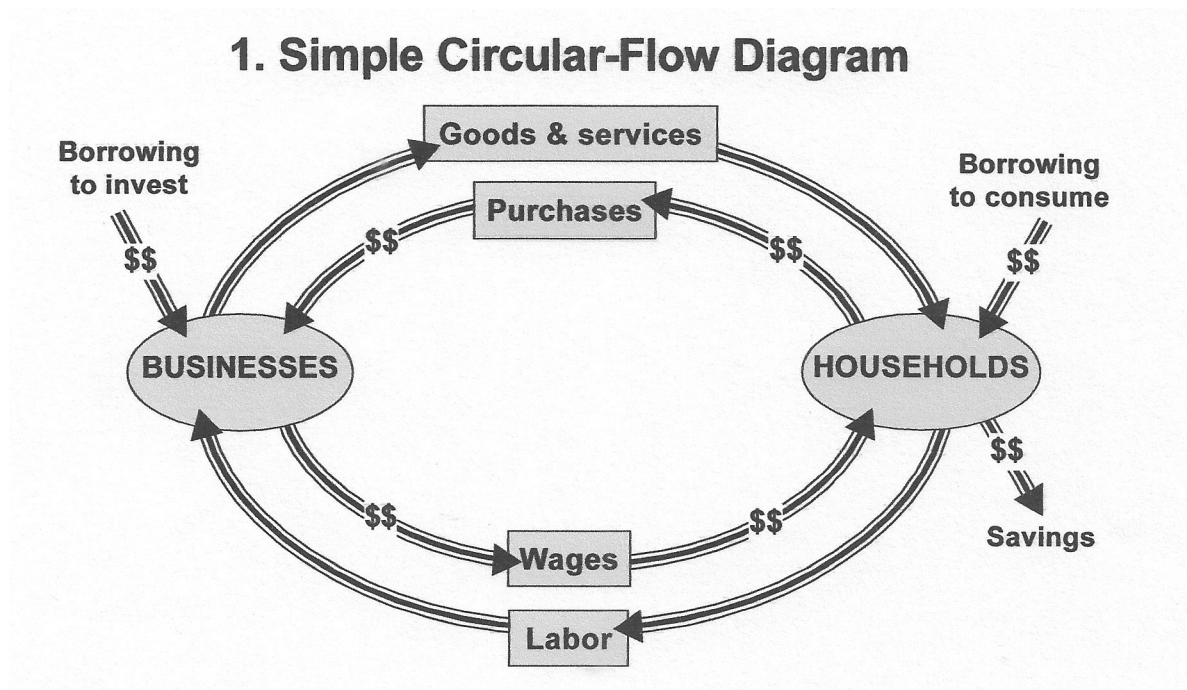 1. Simple Circular-Flow Diagram
Goods & services
Borrowing
to invest
Borrowing
to consume
Purchases
$$
$$
$$
$$
BUSINESSES
HOUSEHOLDS
$$
$$
$$
Savings
Wages
Labor